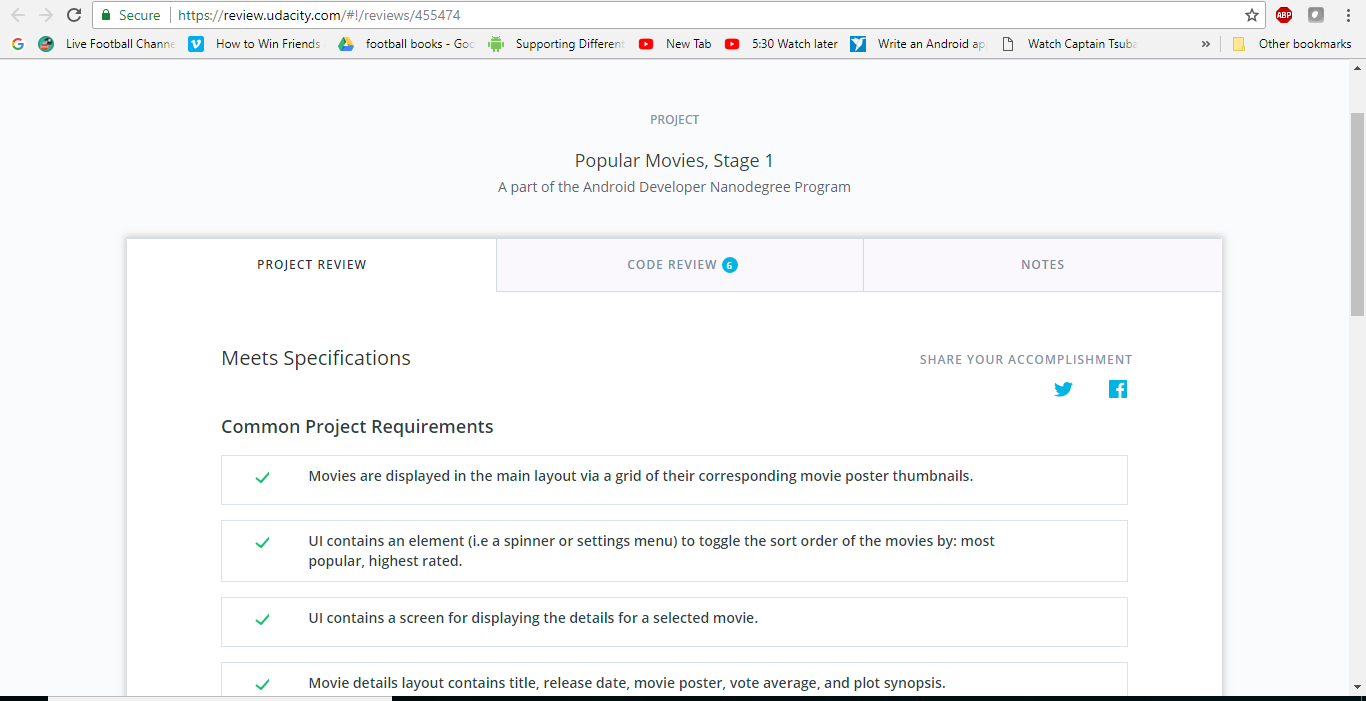 Secure https://review.udacity.com/#!/reviews/455474
ABP
Live Football Channe How to Win Friends football books - Goo Supporting Different New Tab 5:30 Watch later Write an Android ap Watch Captain Tsuba » Other bookmarks
PROJECT
Popular Movies, Stage 1
A part of the Android Developer Nanodegree Program
PROJECT REVIEW CODE REVIEW 6 NOTES
Meets Specifications
SHARE YOUR ACCOMPLISHMENT
Common Project Requirements
Movies are displayed in the main layout via a grid of their corresponding movie poster thumbnails.
UI contains an element (i.e a spinner or settings menu) to toggle the sort order of the movies by: most
popular, highest rated.
UI contains a screen for displaying the details for a selected movie.
Movie details layout contains title, release date, movie poster, vote average, and plot synopsis.